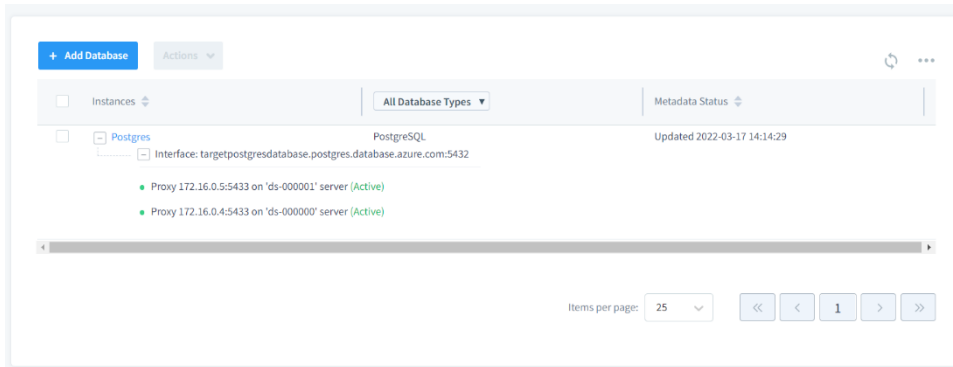 + Add Database
Actions
Instances
All Database Types
Metadata Status
Postgres
PostgreSQL
Updated 2022-03-17 14:14:29
Interface: targetpostgresdatabase.postgres.database.azure.com:5432
Proxy 172.16.0.5:5433 on 'ds-000001' server (Active)
Proxy 172.16.0.4:5433 on 'ds-000000' server (Active)
Items per page: 25
1